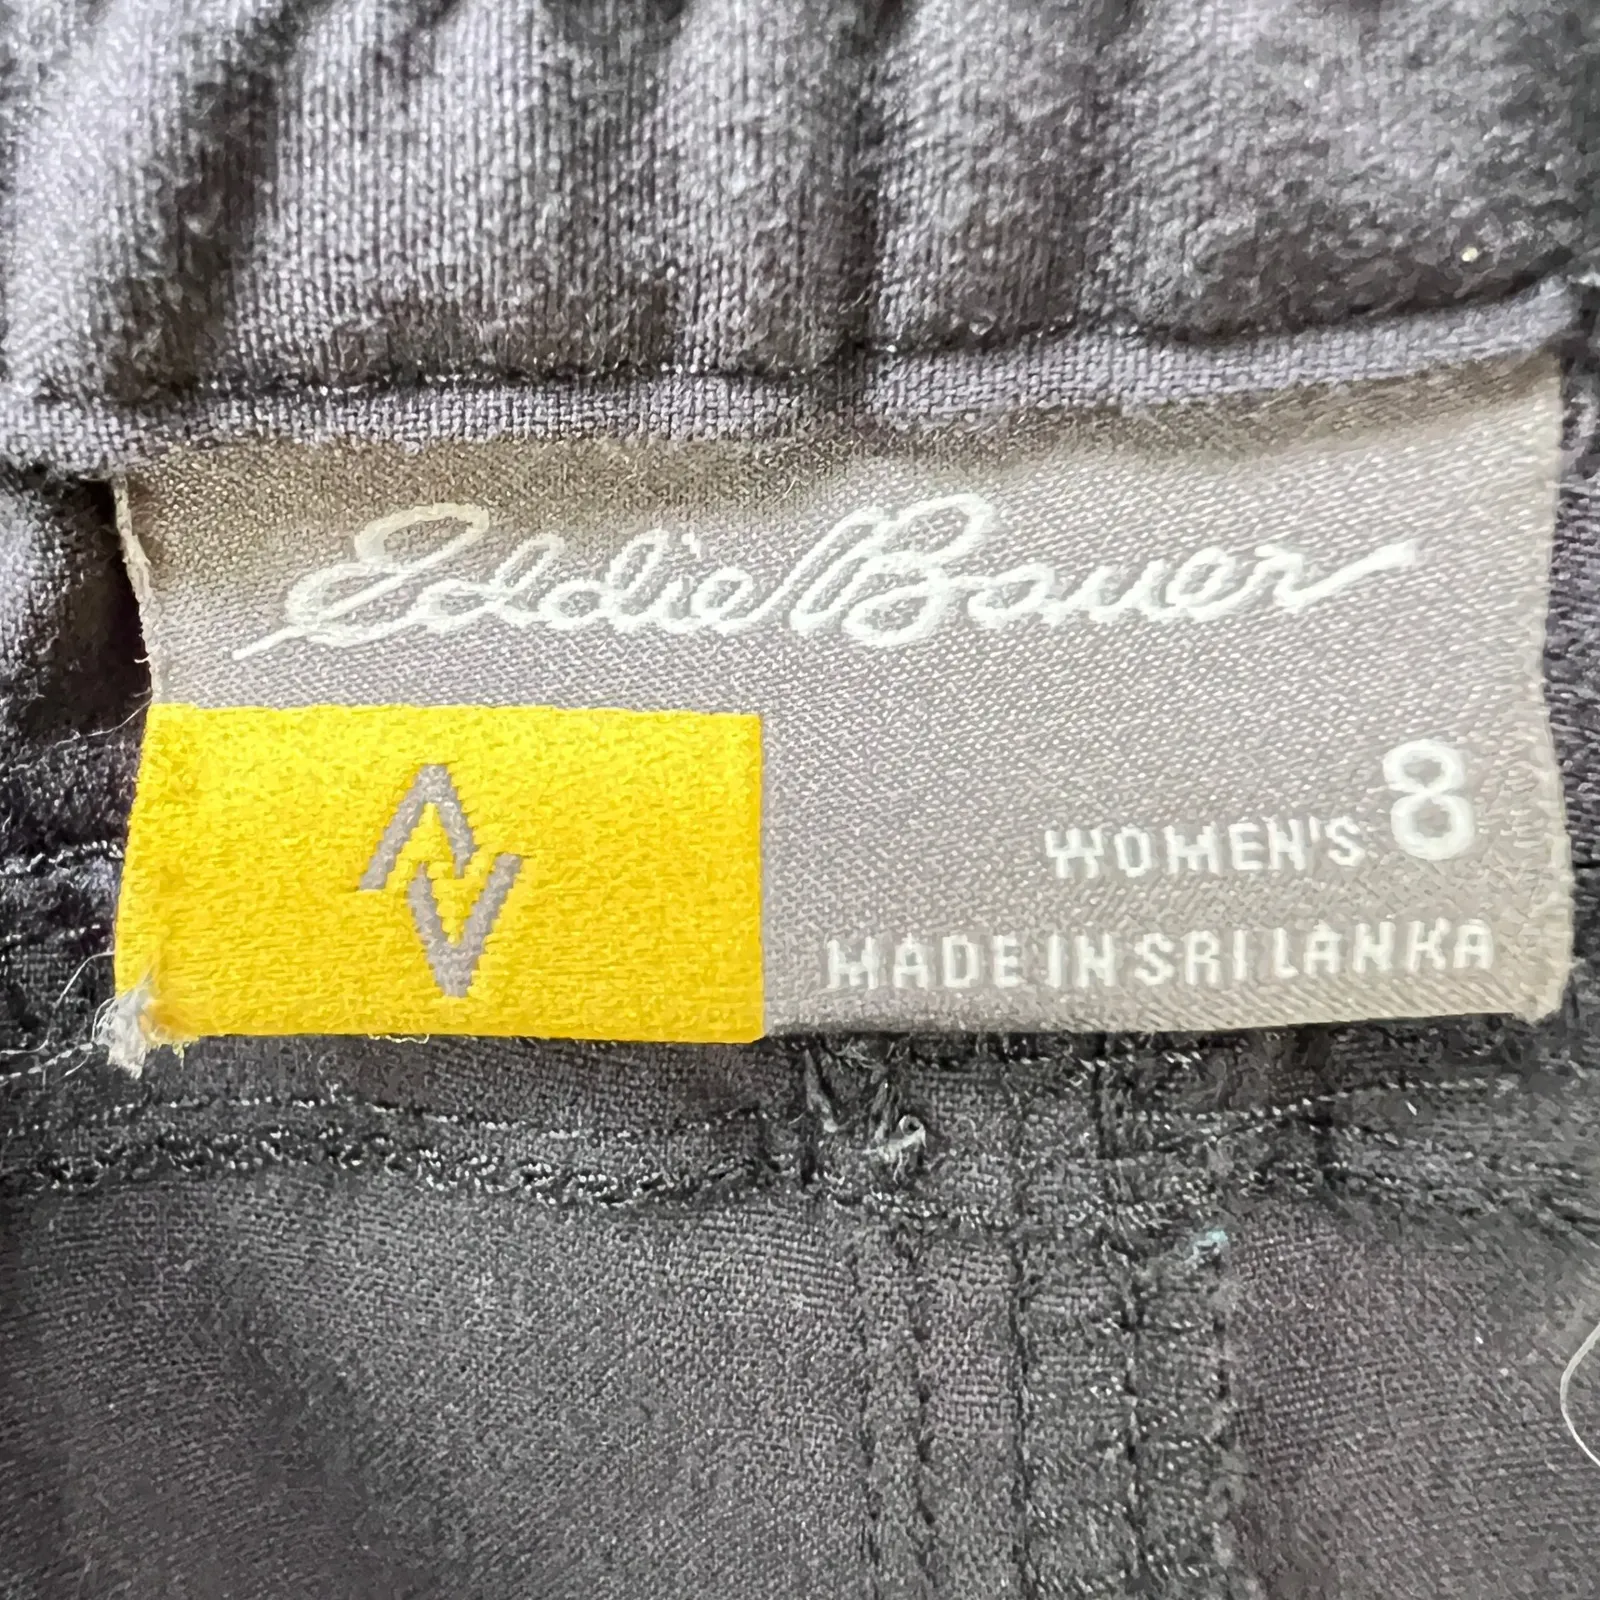 Eddie Bauer
WOMEN'S 8
MADE IN SRI LANKA